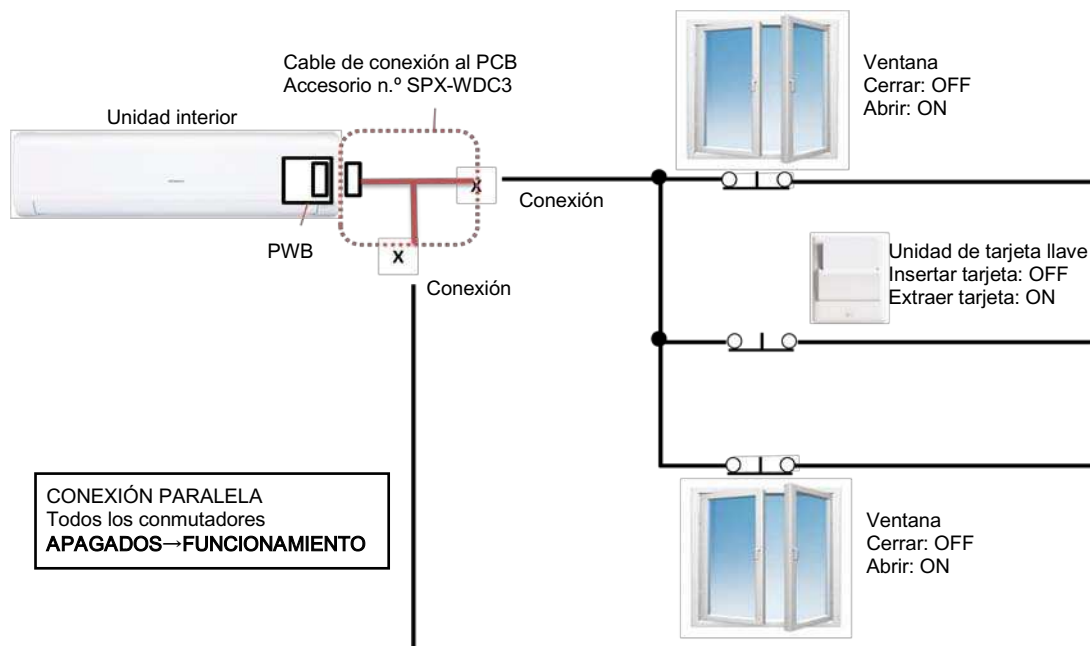 Cable de conexión al PCB
Accesorio n.º SPX-WDC3
Unidad interior
PWB
X
X
Conexión
Conexión
Ventana
Cerrar: OFF
Abrir: ON
Unidad de tarjeta llave
Insertar tarjeta: OFF
Extraer tarjeta: ON
CONEXIÓN PARALELA
Todos los conmutadores
APAGADOS→FUNCIONAMIENTO
Ventana
Cerrar: OFF
Abrir: ON